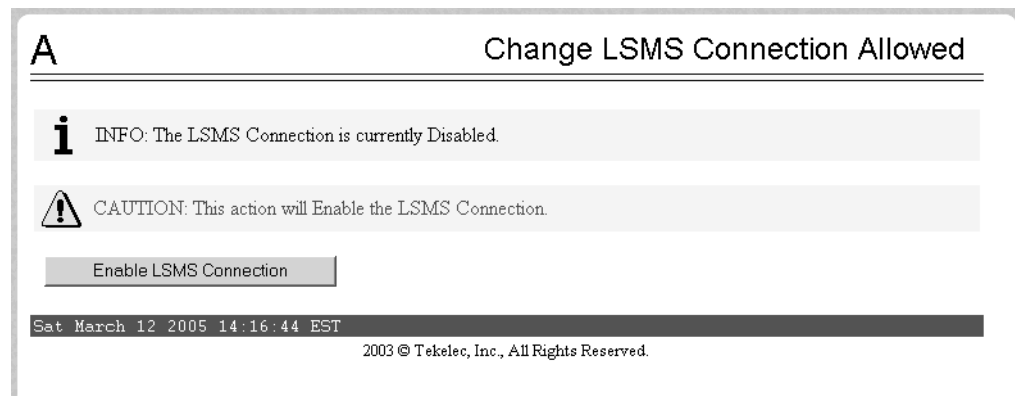 A
Change LSMS Connection Allowed
INFO: The LSMS Connection is currently Disabled.
CAUTION: This action will Enable the LSMS Connection.
Enable LSMS Connection
Sat March 12 2005 14:16:44 EST
2003 © Tekelec, Inc., All Rights Reserved.